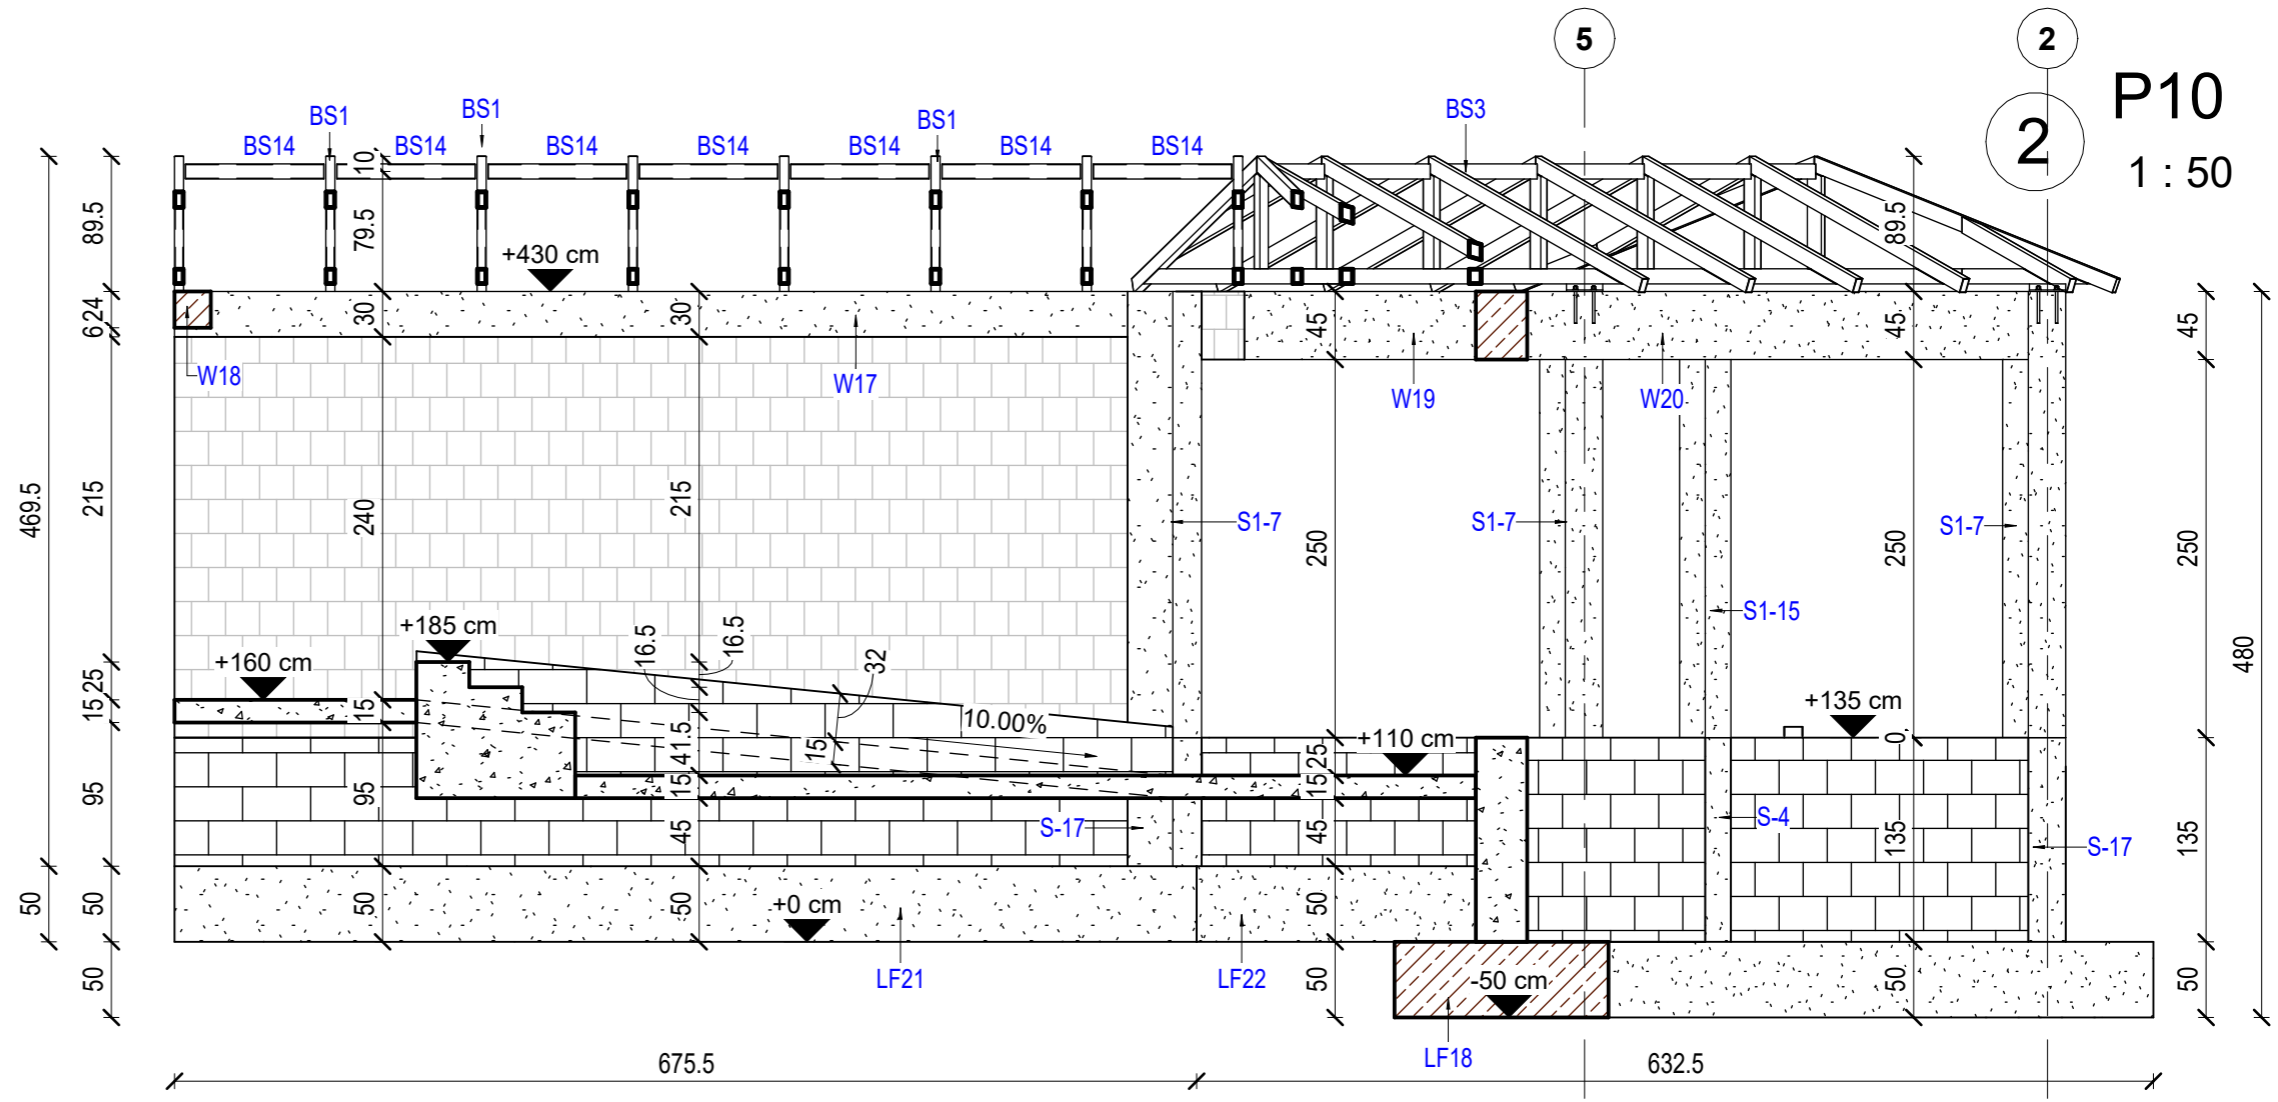 5
2
P10
2
1 : 50
BS1
BS1
BS1
BS3
BS14
BS14
BS14
BS14
BS14
BS14
BS14
10
89.5
79.5
89.5
+430 cm
624
30
30
45
45
45
W18
W17
W19
W20
469.5
215
240
215
S1-7
S1-7
S1-7
250
250
250
S1-15
480
+185 cm
16.5
16.5
32
+160 cm
25
15
15
10.00%
+135 cm
0
+110 cm
41.5
15
25
15
15
95
95
45
S-17
45
S-4
135
S-17
135
50
50
50
50
+0 cm
50
50
LF21
LF22
50
-50 cm
50
50
LF18
675.5
632.5